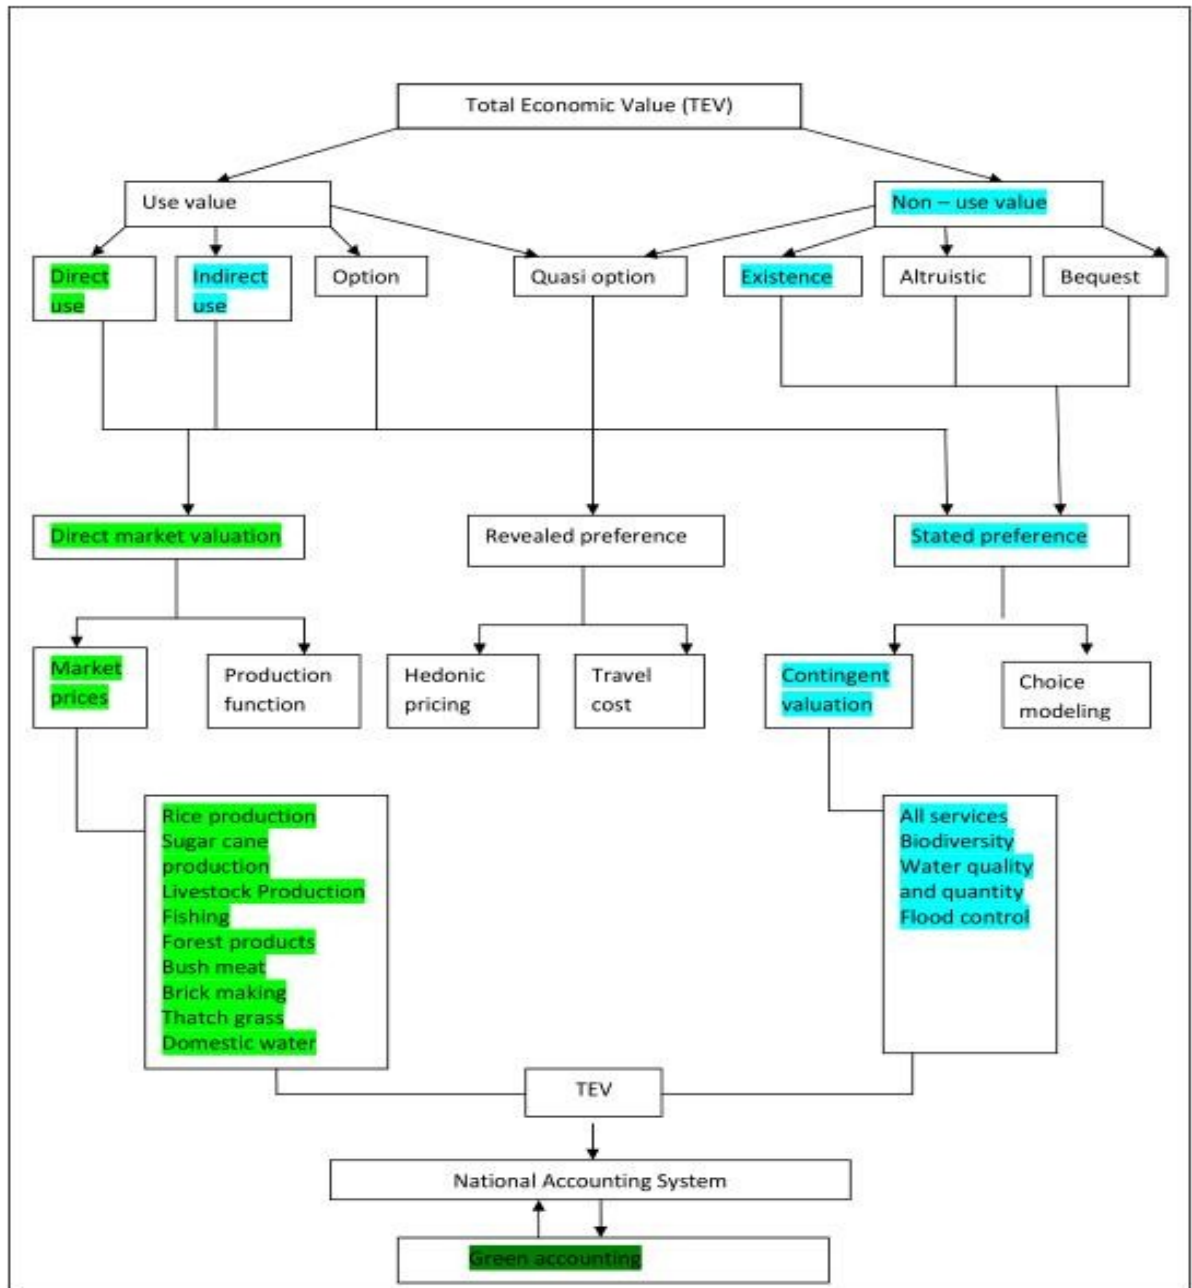 Total Economic Value (TEV)
Use value
Non – use value
Direct
use
Indirect
use
Option
Quasi option
Existence
Altruistic
Bequest
Direct market valuation
Revealed preference
Stated preference
Market
prices
Production
function
Hedonic
pricing
Travel
cost
Contingent
valuation
Choice
modeling
Rice production
Sugar cane
production
Livestock Production
Fishing
Forest products
Bush meat
Brick making
Thatch grass
Domestic water
All services
Biodiversity
Water quality
and quantity
Flood control
TEV
National Accounting System
Green accounting